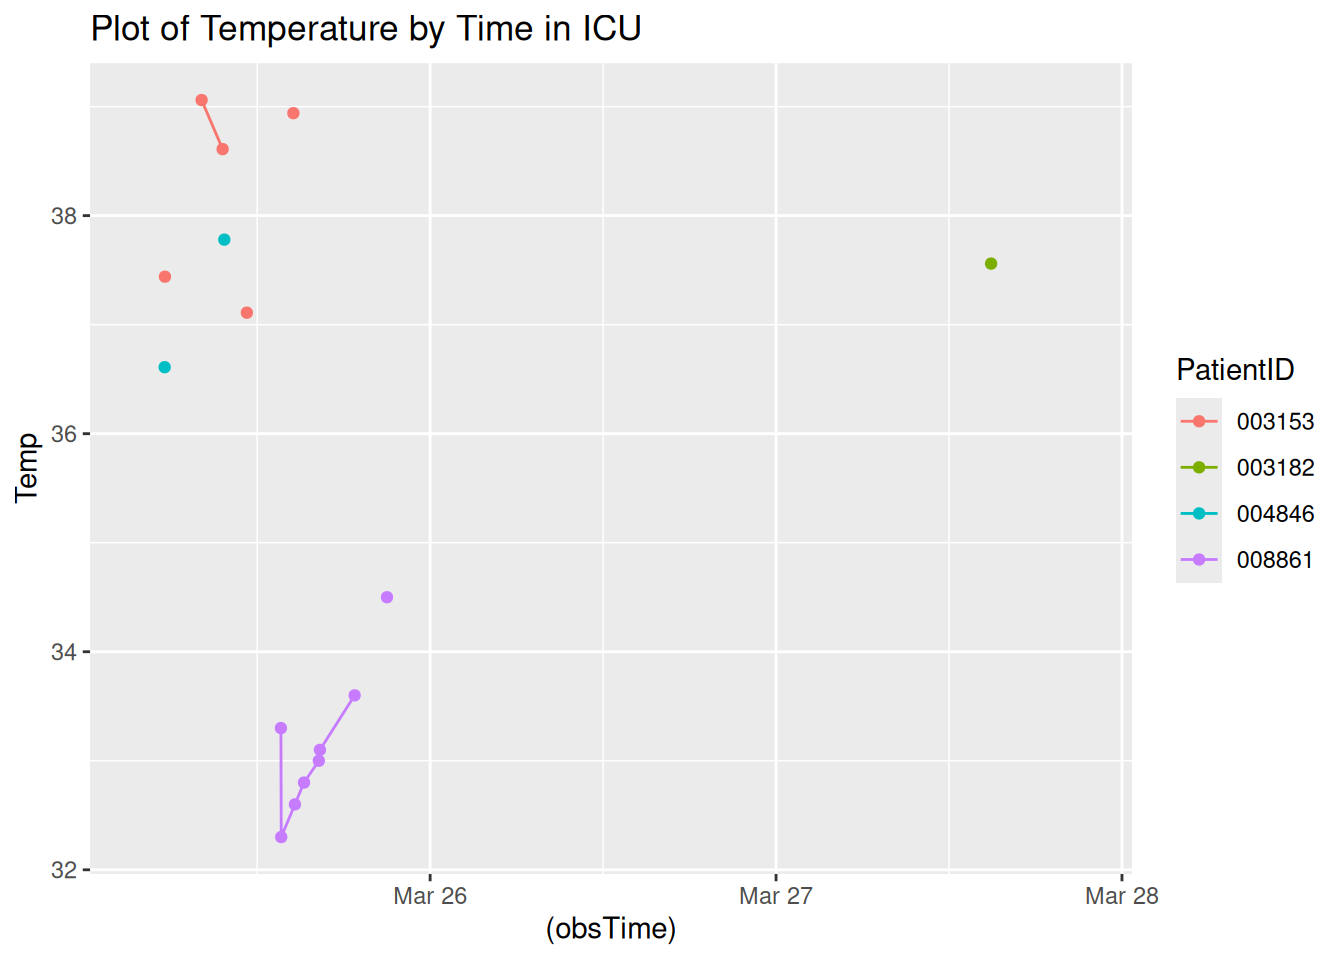 Plot of Temperature by Time in ICU
Temp
38
36
34
32
Mar 26
Mar 27
Mar 28
(obsTime)
PatientID
003153
003182
004846
008861